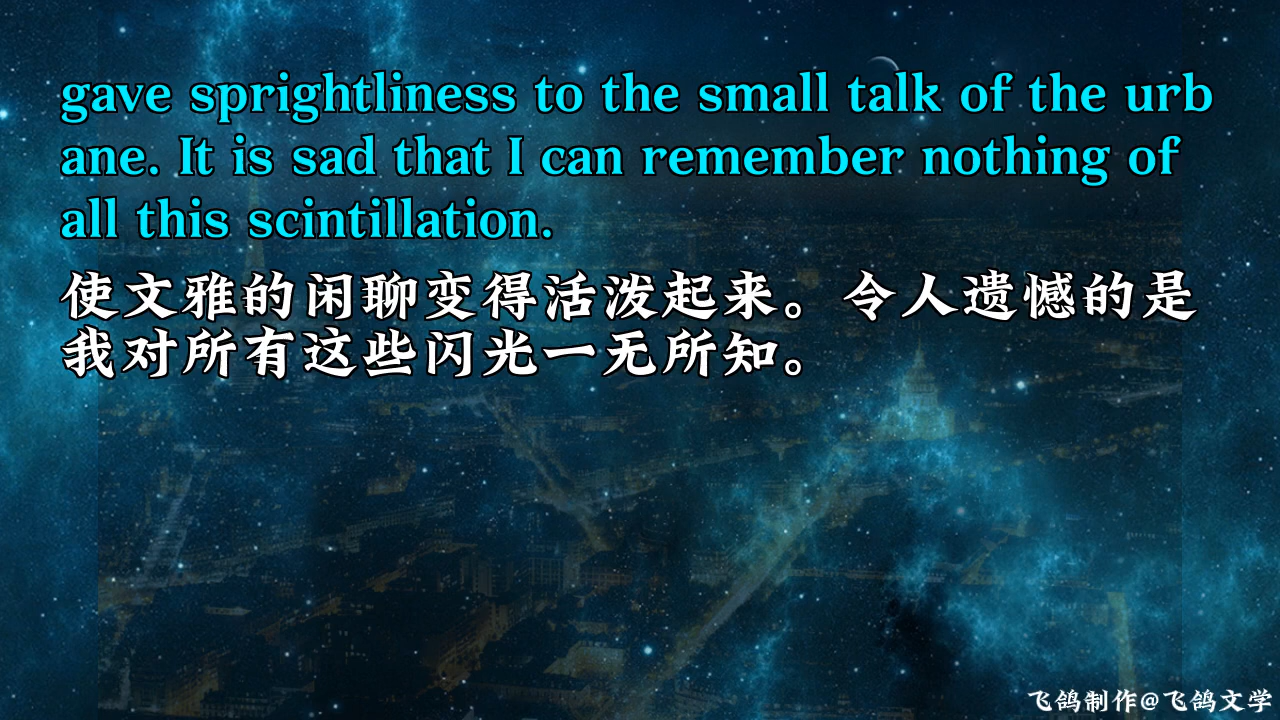 gave sprightliness to the small talk of the urb
ane. It is sad that I can remember nothing of
all this scintillation.
使文雅的闲聊变得活泼起来。令人遗憾的是
我对所有这些闪光一无所知。
飞鸽制作@飞鸽文学